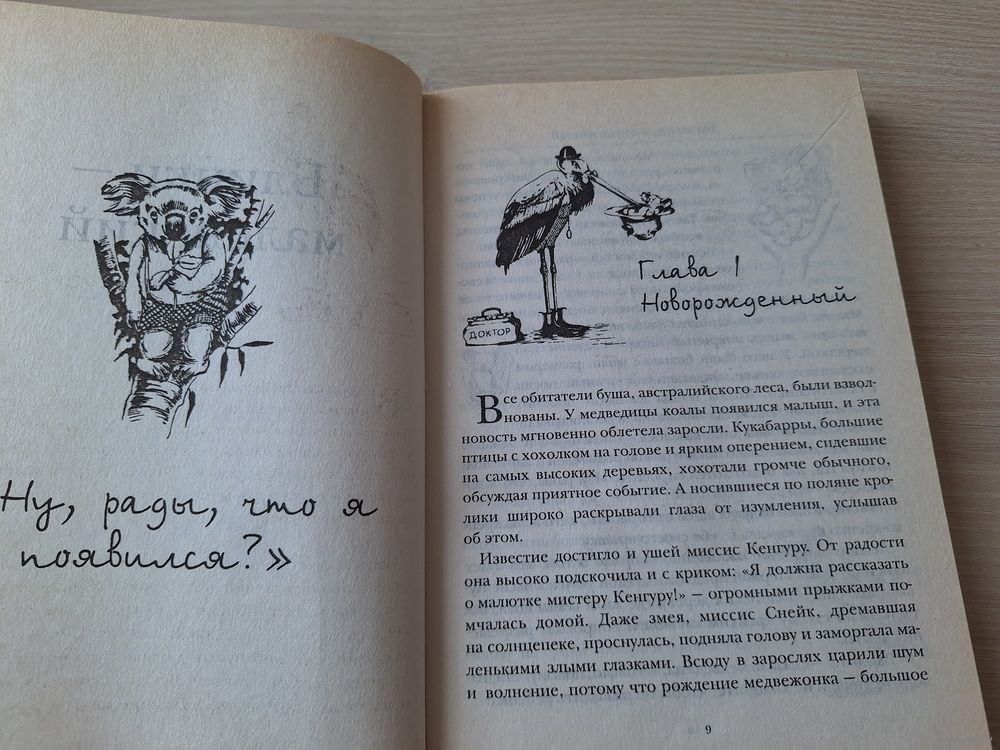 Ну, рады, что я
появился?»
ДОКТОР
Глава 1
Новорожденный
Все обитатели буша, австралийского леса, были взвол-
нованы. У медведицы коалы появился малыш, и эта
новость мгновенно облетела заросли. Кукабарры, большие
птицы с хохолком на голове и ярким оперением, сидевшие
на самых высоких деревьях, хохотали громче обычного,
обсуждая приятное событие. А носившиеся по поляне кро-
лики широко раскрывали глаза от изумления, услышав
об этом.
Известие достигло и ушей миссис Кенгуру. От радости
она высоко подскочила и с криком: «Я должна рассказать
о малютке мистеру Кенгуру!» — огромными прыжками по-
мчалась домой. Даже змея, миссис Снейк, дремавшая
на солнцепеке, проснулась, подняла голову и заморгала ма-
ленькими злыми глазками. Всюду в зарослях царили шум
и волнение, потому что рождение медвежонка — большое
9